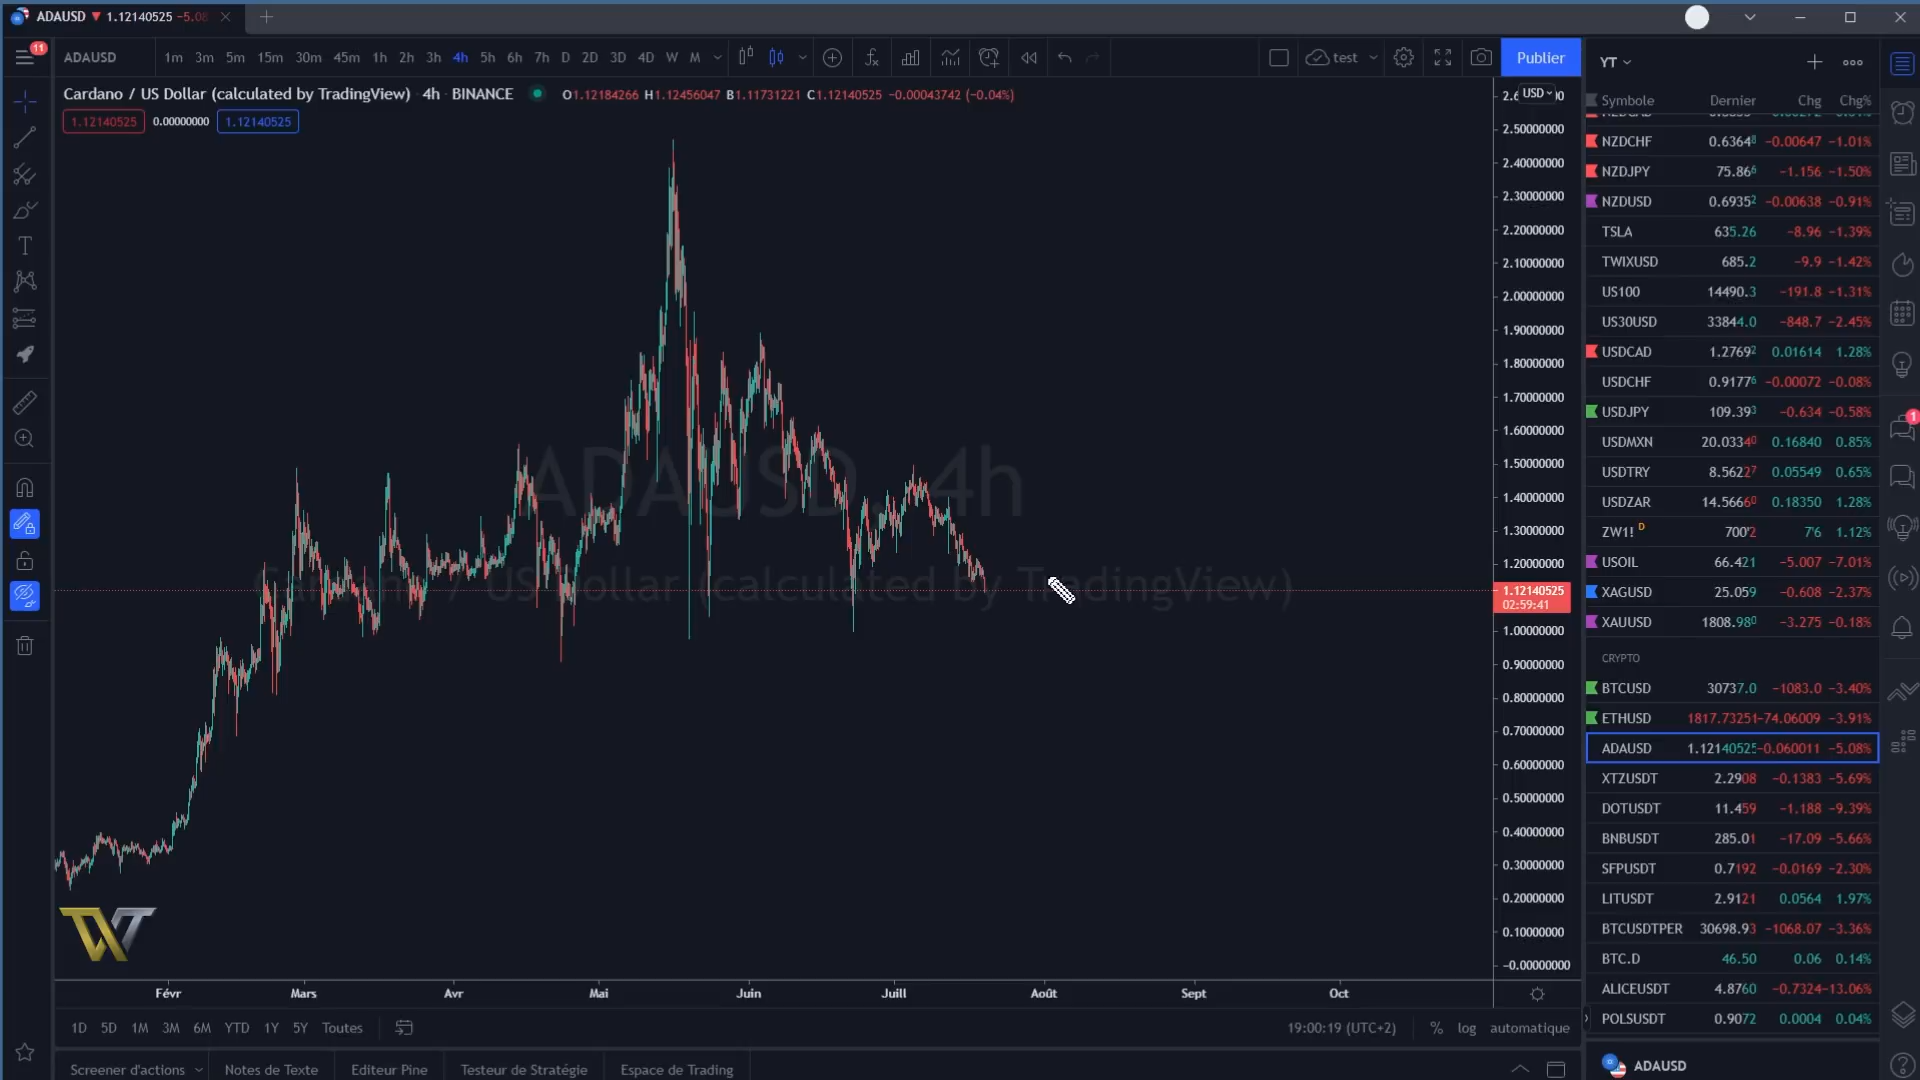 ADAUSD ▼ 1.12140525 −5.08
11
ADAUSD 1m 3m 5m 15m 30m 45m 1h 2h 3h 4h 5h 6h 7h D 2D 3D 4D W M test Publier
Cardano / US Dollar (calculated by TradingView) 4h · BINANCE O1.12184266 H1.12456047 B1.11731221 C1.12140525 −0.00043742 (−0.04%)
1.12140525 0.00000000 1.12140525
USD
2.50000000
2.40000000
2.30000000
2.20000000
2.10000000
2.00000000
1.90000000
1.80000000
1.70000000
1.60000000
1.50000000
1.40000000
1.30000000
1.20000000
1.12140525
02:59:41
1.00000000
0.90000000
0.80000000
0.70000000
0.60000000
0.50000000
0.40000000
0.30000000
0.20000000
0.10000000
−0.00000000
ADAUSD, 4h
Cardano / US Dollar (calculated by TradingView)
Févr Mars Avr Mai Juin Juill Août Sept Oct
1D 5D 1M 3M 6M YTD 1Y 5Y Toutes 19:00:19 (UTC+2) % log automatique
Screener d'actions Notes de Texte Editeur Pine Testeur de Stratégie Espace de Trading
YT
Symbole Dernier Chg Chg%
NZDCHF 0.63648 −0.00647 −1.01%
NZDJPY 75.866 −1.156 −1.50%
NZDUSD 0.69352 −0.00638 −0.91%
TSLA 635.26 −8.96 −1.39%
TWIXUSD 685.2 −9.9 −1.42%
US100 14490.3 −191.8 −1.31%
US30USD 33844.0 −848.7 −2.45%
USDCAD 1.27692 0.01614 1.28%
USDCHF 0.91776 −0.00072 −0.08%
USDJPY 109.393 −0.634 −0.58%
USDMXN 20.03340 0.16840 0.85%
USDTRY 8.56227 0.05549 0.65%
USDZAR 14.56660 0.18350 1.28%
ZW1! D 700'2 7'6 1.12%
USOIL 66.421 −5.007 −7.01%
XAGUSD 25.059 −0.608 −2.37%
XAUUSD 1808.980 −3.275 −0.18%
CRYPTO
BTCUSD 30737.0 −1083.0 −3.40%
ETHUSD 1817.73251 −74.06009 −3.91%
ADAUSD 1.12140525 −0.060011 −5.08%
XTZUSDT 2.2908 −0.1383 −5.69%
DOTUSDT 11.459 −1.188 −9.39%
BNBUSDT 285.01 −17.09 −5.66%
SFPUSDT 0.7192 −0.0169 −2.30%
LITUSDT 2.9121 0.0564 1.97%
BTCUSDTPER 30698.93 −1068.07 −3.36%
BTC.D 46.50 0.06 0.14%
ALICEUSDT 4.8760 −0.7324 −13.06%
POLSUSDT 0.9072 0.0004 0.04%
ADAUSD
1